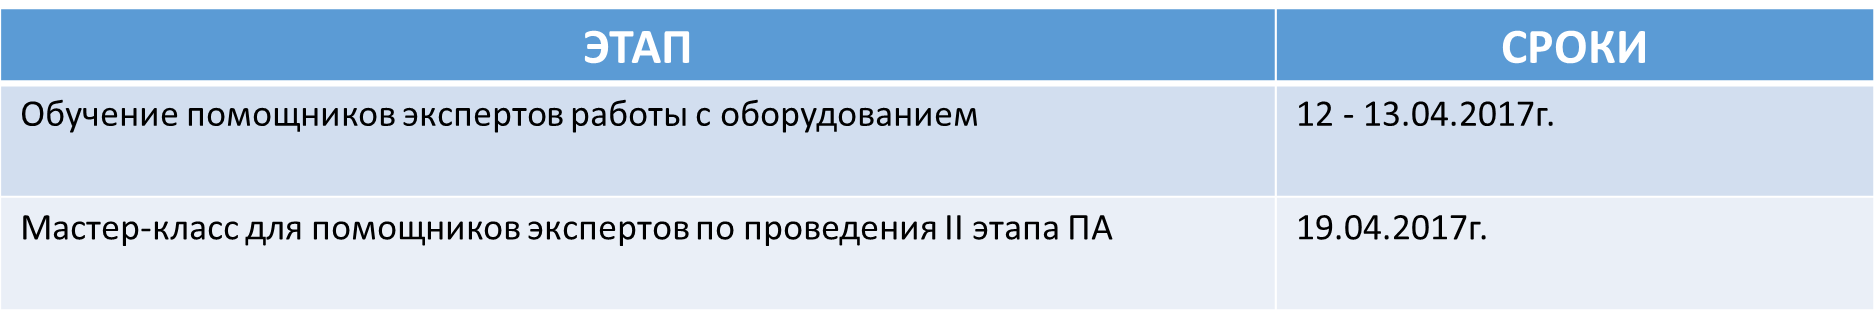 ЭТАП СРОКИ
Обучение помощников экспертов работы с оборудованием 12 - 13.04.2017г.
Мастер-класс для помощников экспертов по проведения II этапа ПА 19.04.2017г.